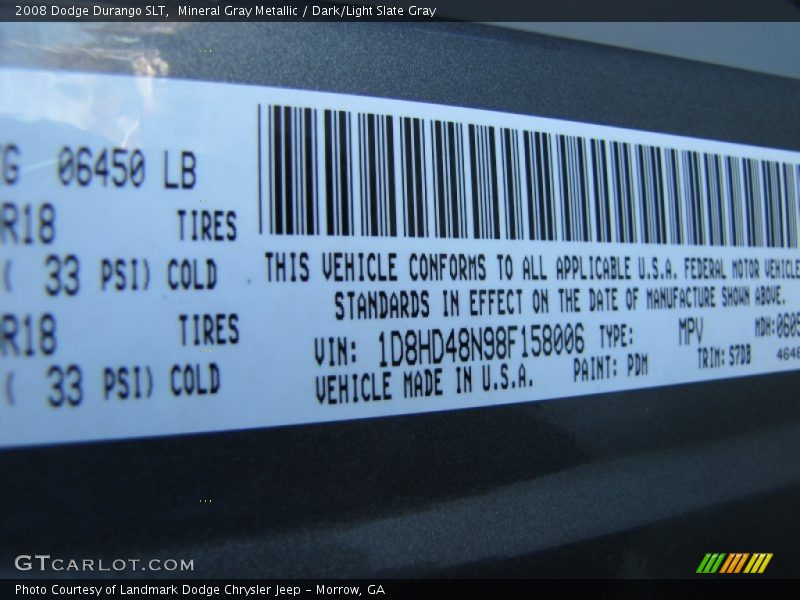 2008 Dodge Durango SLT, Mineral Gray Metallic / Dark/Light Slate Gray
06450 LB
R18 TIRES
( 33 PSI) COLD
R18 TIRES
( 33 PSI) COLD
THIS VEHICLE CONFORMS TO ALL APPLICABLE U.S.A. FEDERAL MOTOR VEHICLE
STANDARDS IN EFFECT ON THE DATE OF MANUFACTURE SHOWN ABOVE.
VIN: 1D8HD48N98F158006 TYPE: MPV MDH: 0605
VEHICLE MADE IN U.S.A. PAINT: PDM TRIM: S7DB 4648
GTCARLOT.COM
Photo Courtesy of Landmark Dodge Chrysler Jeep - Morrow, GA